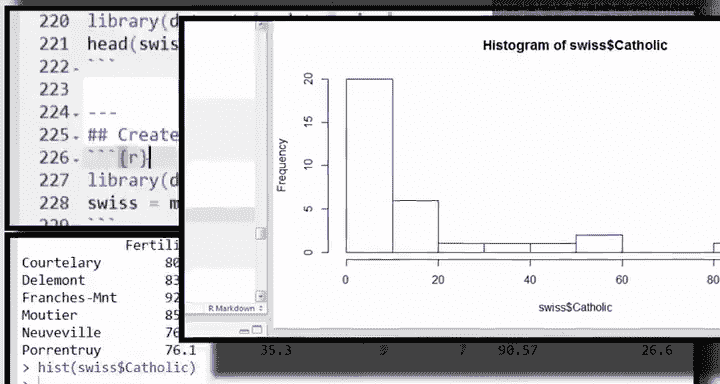 220 library(d
221 head(swis
222 ```
223
224 ---
225 ## Create
226 ```{r}
227 library(d
228 swiss = m
229 ```
Fertili
Courtelary 80
Delemont 83
Franches-Mnt 92
Moutier 85
Neuveville 76
Porrentruy 76.1 35.3 90.57 26.6
> hist(swiss$Catholic)
>
R Markdown
Histogram of swiss$Catholic
Frequency
20
15
10
5
0
0 20 40 60 80
swiss$Catholic